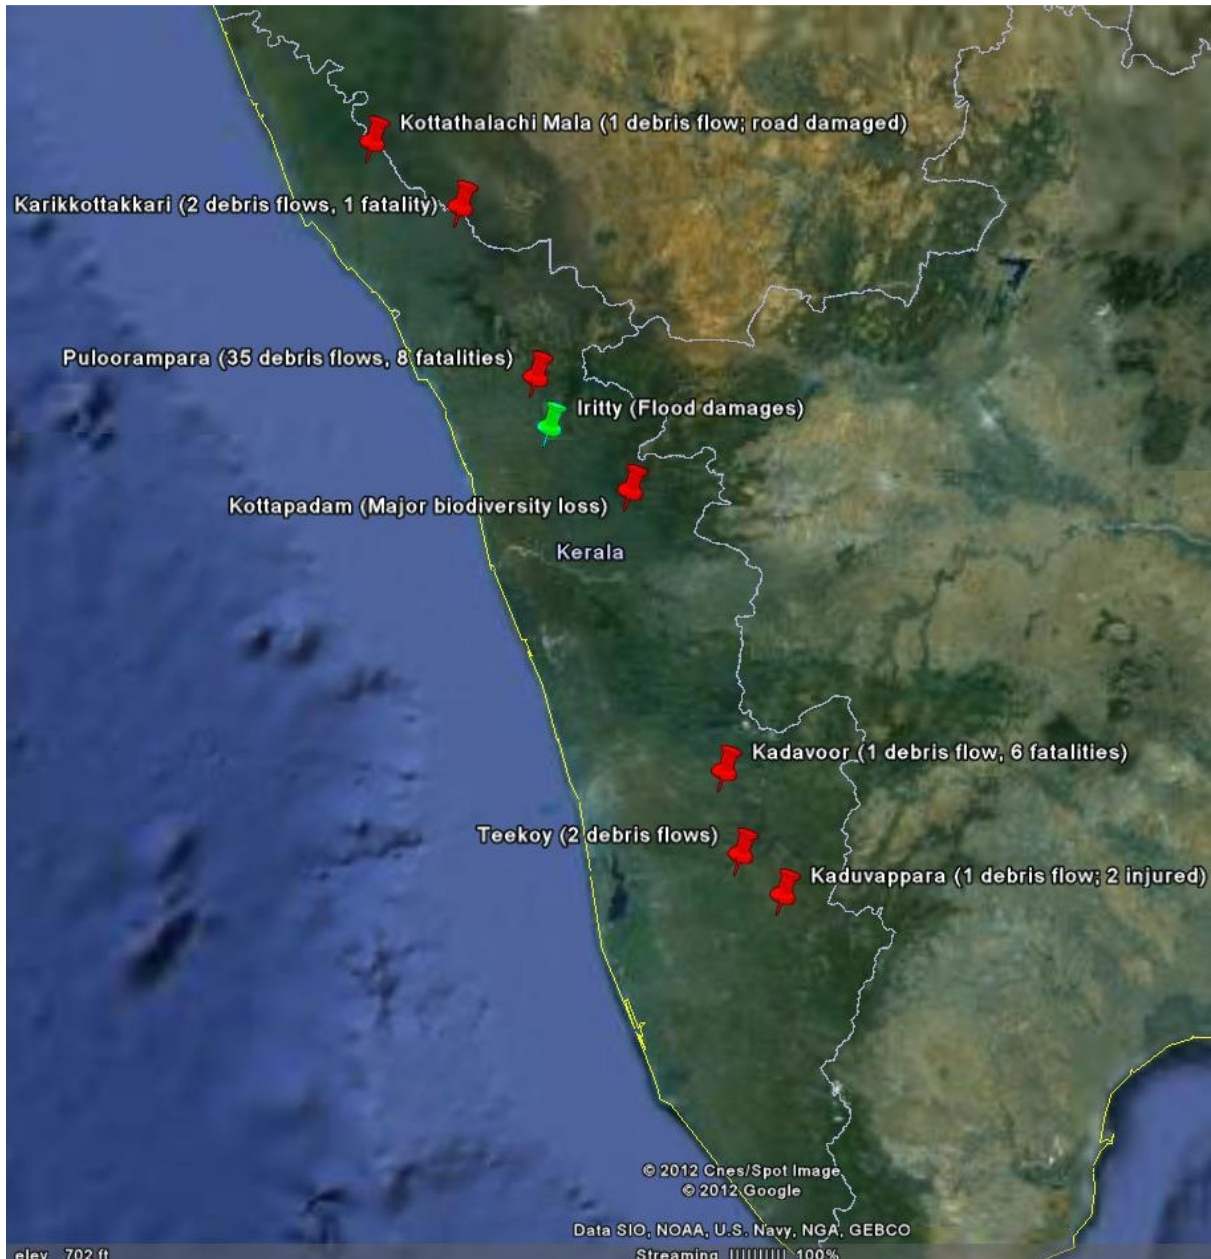 Kottathalachi Mala (1 debris flow; road damaged)
Karikkottakkari (2 debris flows, 1 fatality)
Puloorampara (35 debris flows, 8 fatalities)
Iritty (Flood damages)
Kottapadam (Major biodiversity loss)
Kerala
Kadavoor (1 debris flow, 6 fatalities)
Teekoy (2 debris flows)
Kaduvappara (1 debris flow; 2 injured)
© 2012 Cnes/Spot Image
© 2012 Google
Data SIO, NOAA, U.S. Navy, NGA, GEBCO
elev 702 ft
Streaming |||||||||| 100%